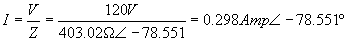 I = V/Z = 120V / 403.02Ω∠ − 78.551 = 0.298Amp∠ − 78.551°